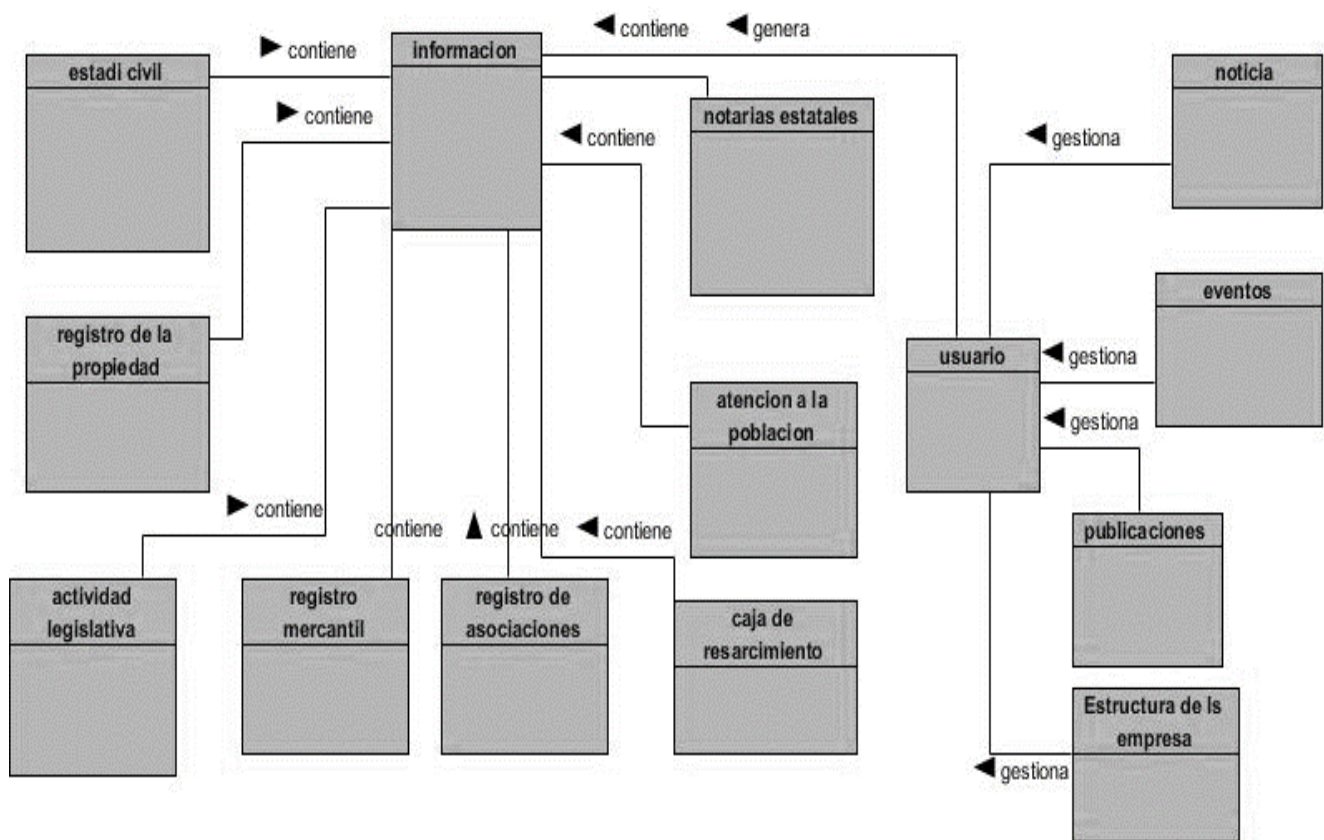 contiene
genera
informacion
contiene
estadi civil
noticia
contiene
notarias estatales
contiene
gestiona
eventos
registro de la
propiedad
usuario
gestiona
atencion a la
poblacion
gestiona
contiene
contiene
contiene
contiene
publicaciones
actividad
legislativa
registro
mercantil
registro de
asociaciones
caja de
resarcimiento
Estructura de ls
empresa
gestiona